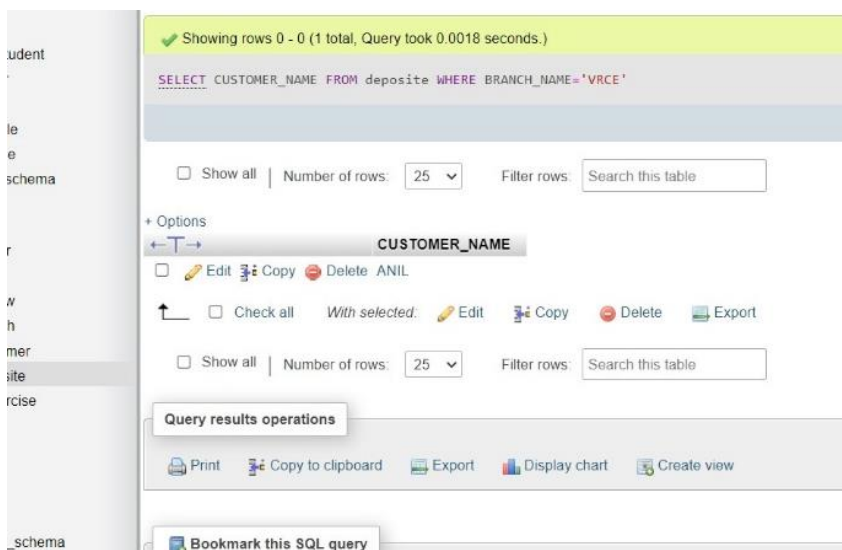 Showing rows 0 - 0 (1 total, Query took 0.0018 seconds.)
udent
SELECT CUSTOMER_NAME FROM deposite WHERE BRANCH_NAME='VRCE'
le
e
schema
Show all | Number of rows: 25 Filter rows: Search this table
+ Options
←T→ CUSTOMER_NAME
r
Edit Copy Delete ANIL
w
Check all With selected: Edit Copy Delete Export
h
mer
Show all | Number of rows: 25 Filter rows: Search this table
site
rcise
Query results operations
Print Copy to clipboard Export Display chart Create view
_schema
Bookmark this SQL query